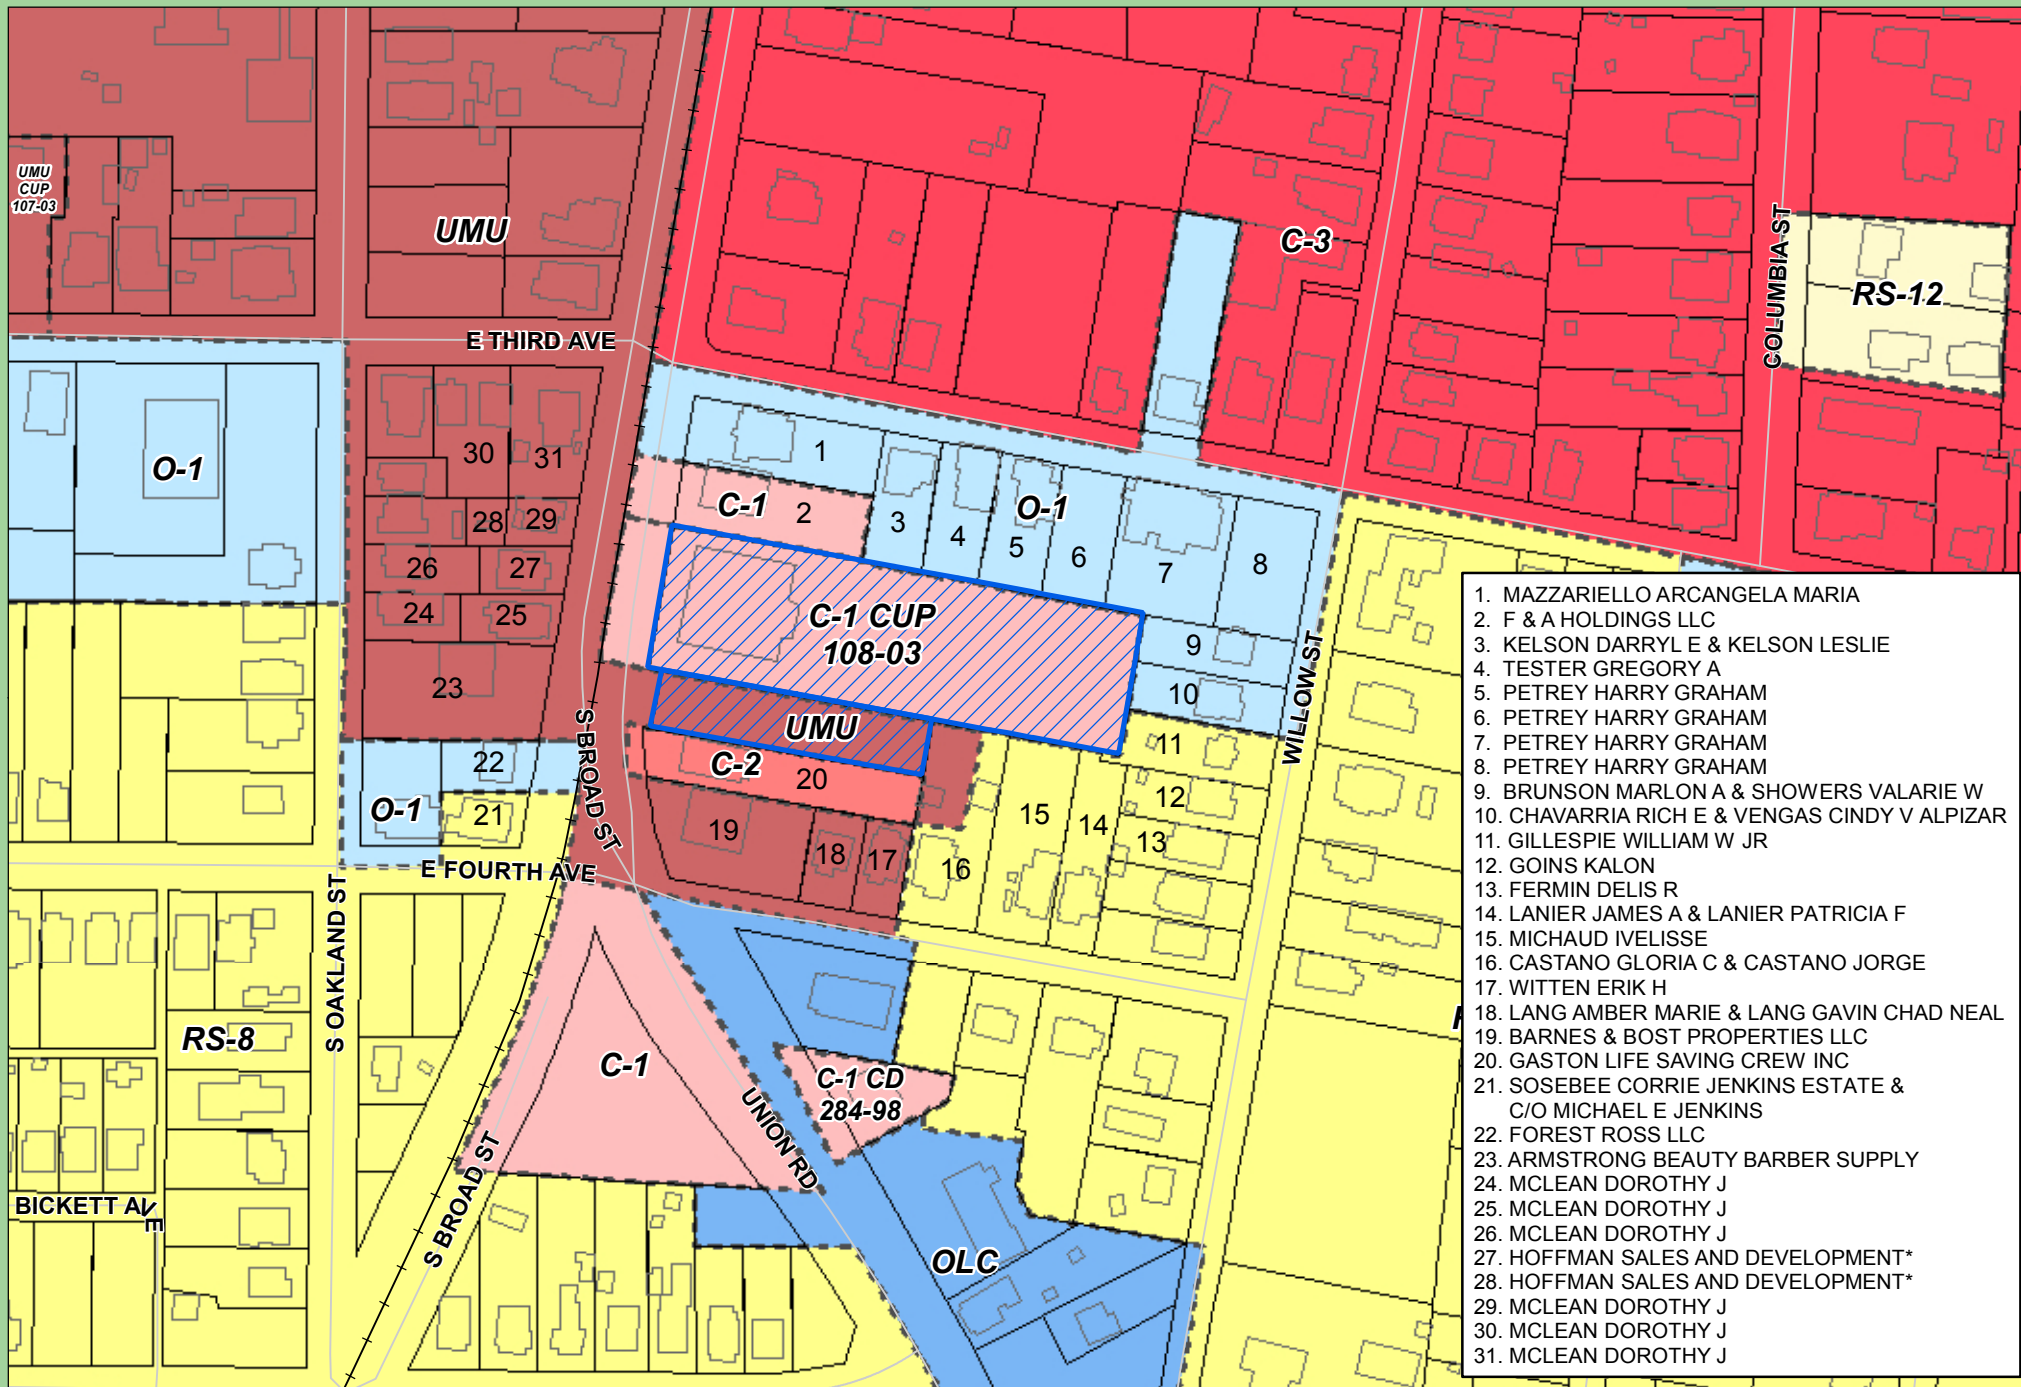 UMU
CUP
107-03
UMU
C-3
COLUMBIA ST
RS-12
E THIRD AVE
O-1
30
31
28
29
26
27
24
25
23
1
C-1
2
3
4
O-1
5
6
7
8
C-1 CUP
108-03
9
10
WILLOW ST
S BROAD ST
UMU
C-2
20
11
12
13
14
15
16
17
18
19
22
O-1
21
E FOURTH AVE
S OAKLAND ST
RS-8
C-1
C-1 CD
284-98
UNION RD
S BROAD ST
BICKETT AVE
OLC
1. MAZZARIELLO ARCANGELA MARIA
2. F & A HOLDINGS LLC
3. KELSON DARRYL E & KELSON LESLIE
4. TESTER GREGORY A
5. PETREY HARRY GRAHAM
6. PETREY HARRY GRAHAM
7. PETREY HARRY GRAHAM
8. PETREY HARRY GRAHAM
9. BRUNSON MARLON A & SHOWERS VALARIE W
10. CHAVARRIA RICH E & VENGAS CINDY V ALPIZAR
11. GILLESPIE WILLIAM W JR
12. GOINS KALON
13. FERMIN DELIS R
14. LANIER JAMES A & LANIER PATRICIA F
15. MICHAUD IVELISSE
16. CASTANO GLORIA C & CASTANO JORGE
17. WITTEN ERIK H
18. LANG AMBER MARIE & LANG GAVIN CHAD NEAL
19. BARNES & BOST PROPERTIES LLC
20. GASTON LIFE SAVING CREW INC
21. SOSEBEE CORRIE JENKINS ESTATE &
C/O MICHAEL E JENKINS
22. FOREST ROSS LLC
23. ARMSTRONG BEAUTY BARBER SUPPLY
24. MCLEAN DOROTHY J
25. MCLEAN DOROTHY J
26. MCLEAN DOROTHY J
27. HOFFMAN SALES AND DEVELOPMENT*
28. HOFFMAN SALES AND DEVELOPMENT*
29. MCLEAN DOROTHY J
30. MCLEAN DOROTHY J
31. MCLEAN DOROTHY J